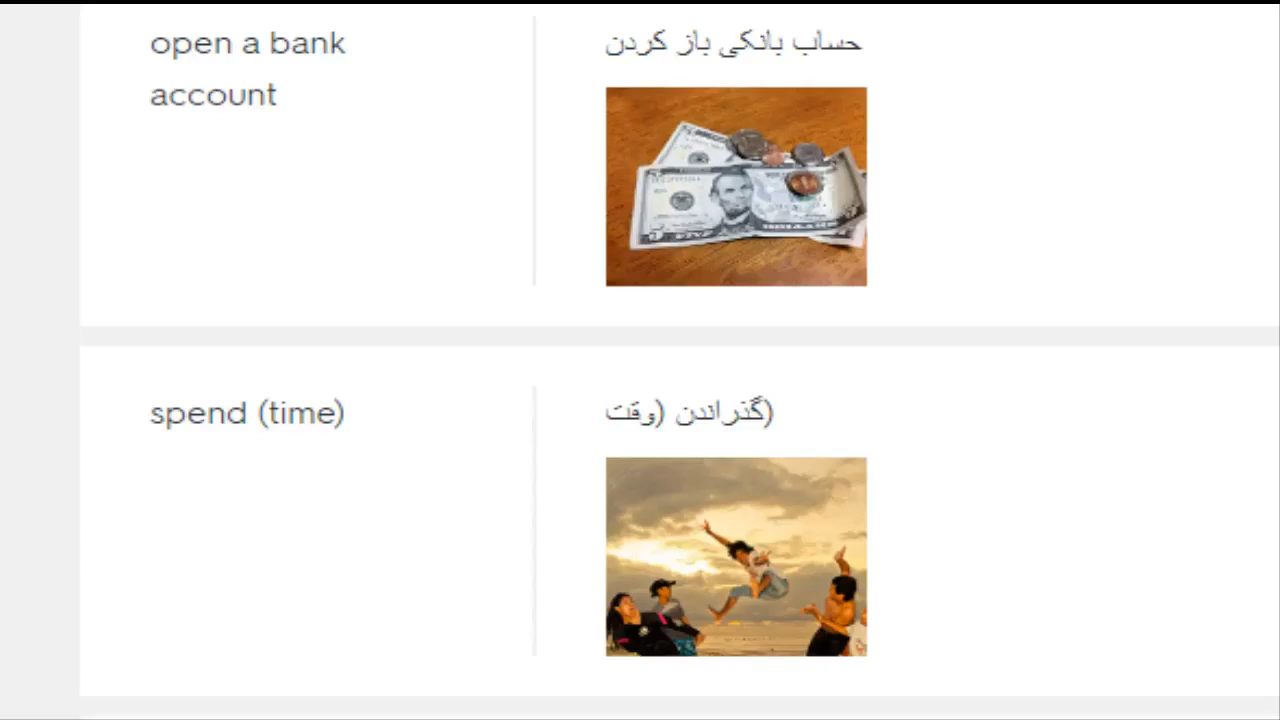 open a bank
account
حساب بانکی باز کردن
spend (time)
گذراندن (وقت)